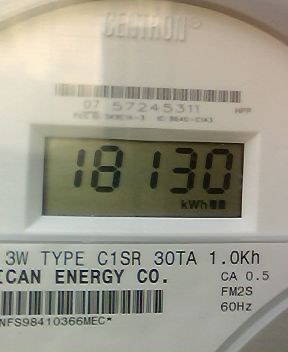 CENTRON®
07 57245311
18130
kWh
3W TYPE C1SR 30TA 1.0Kh
ICAN ENERGY CO. CA 0.5
FM2S
60Hz
NFS98410366MEC*